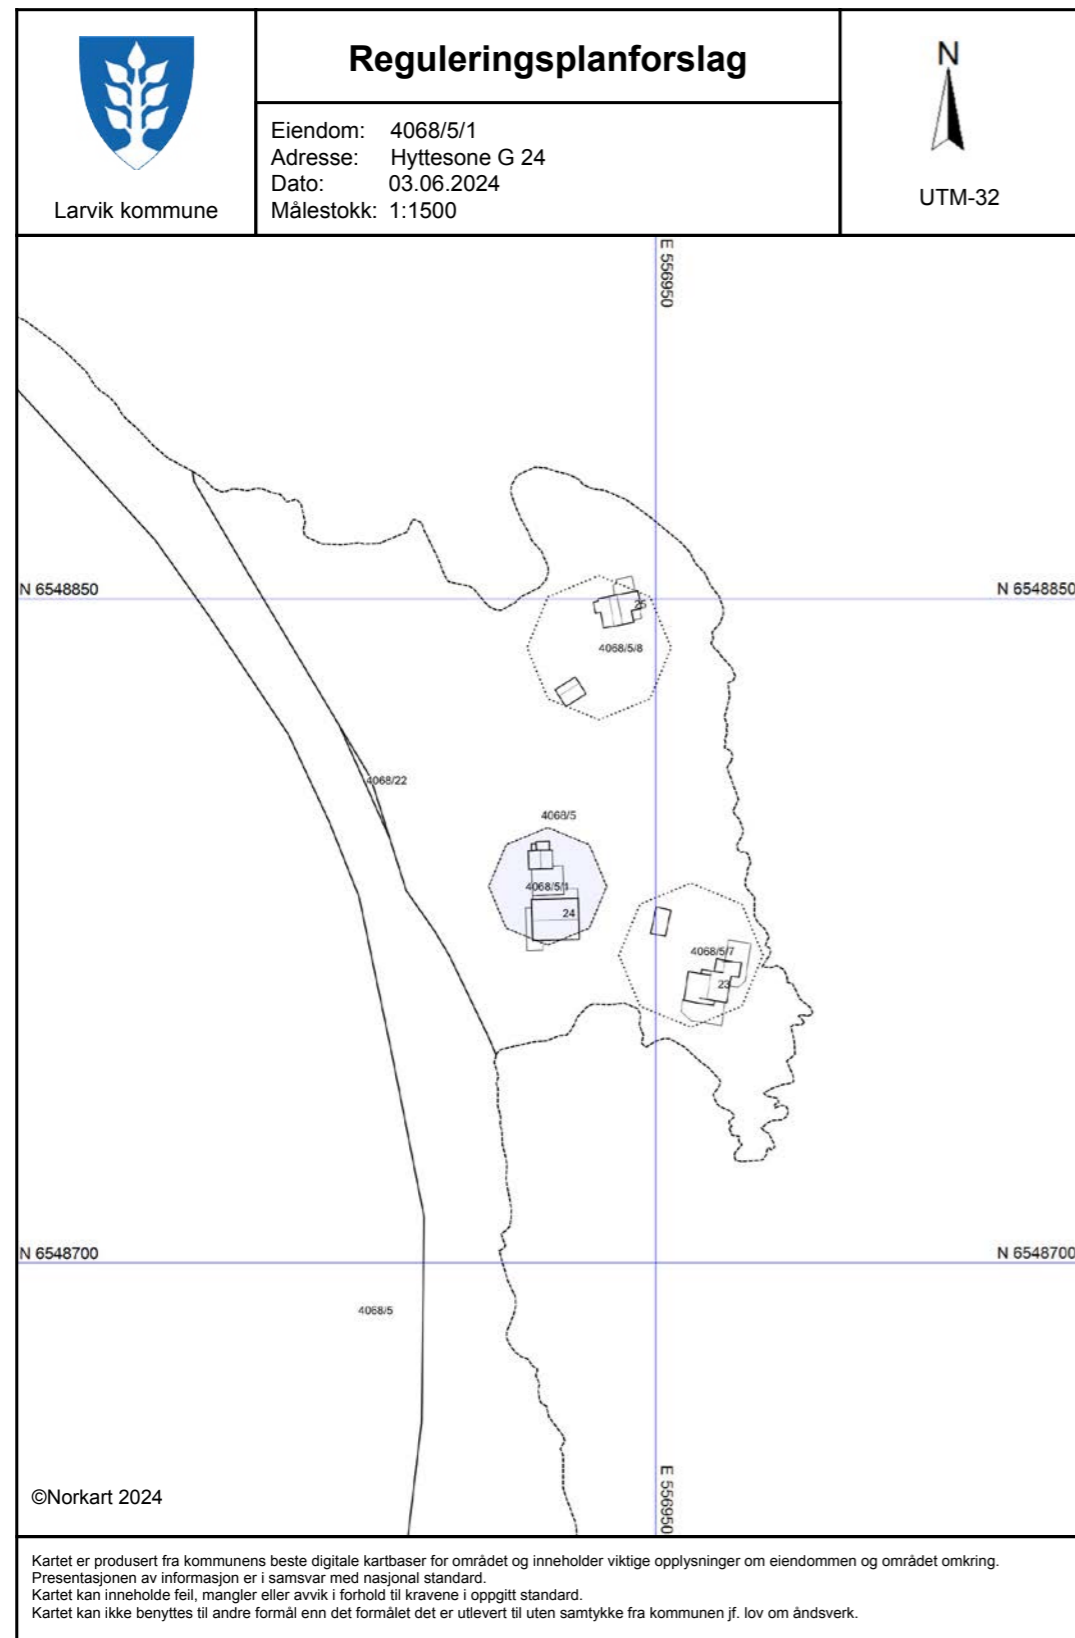 Larvik kommune
Reguleringsplanforslag
Eiendom: 4068/5/1
Adresse: Hyttesone G 24
Dato: 03.06.2024
Målestokk: 1:1500
N
UTM-32
E 556950
N 6548850
N 6548850
25
4068/5/8
4068/22
4068/5
4068/5/1
24
4068/5/7
23
N 6548700
N 6548700
4068/5
E 556950
©Norkart 2024
Kartet er produsert fra kommunens beste digitale kartbaser for området og inneholder viktige opplysninger om eiendommen og området omkring.
Presentasjonen av informasjon er i samsvar med nasjonal standard.
Kartet kan inneholde feil, mangler eller avvik i forhold til kravene i oppgitt standard.
Kartet kan ikke benyttes til andre formål enn det formålet det er utlevert til uten samtykke fra kommunen jf. lov om åndsverk.